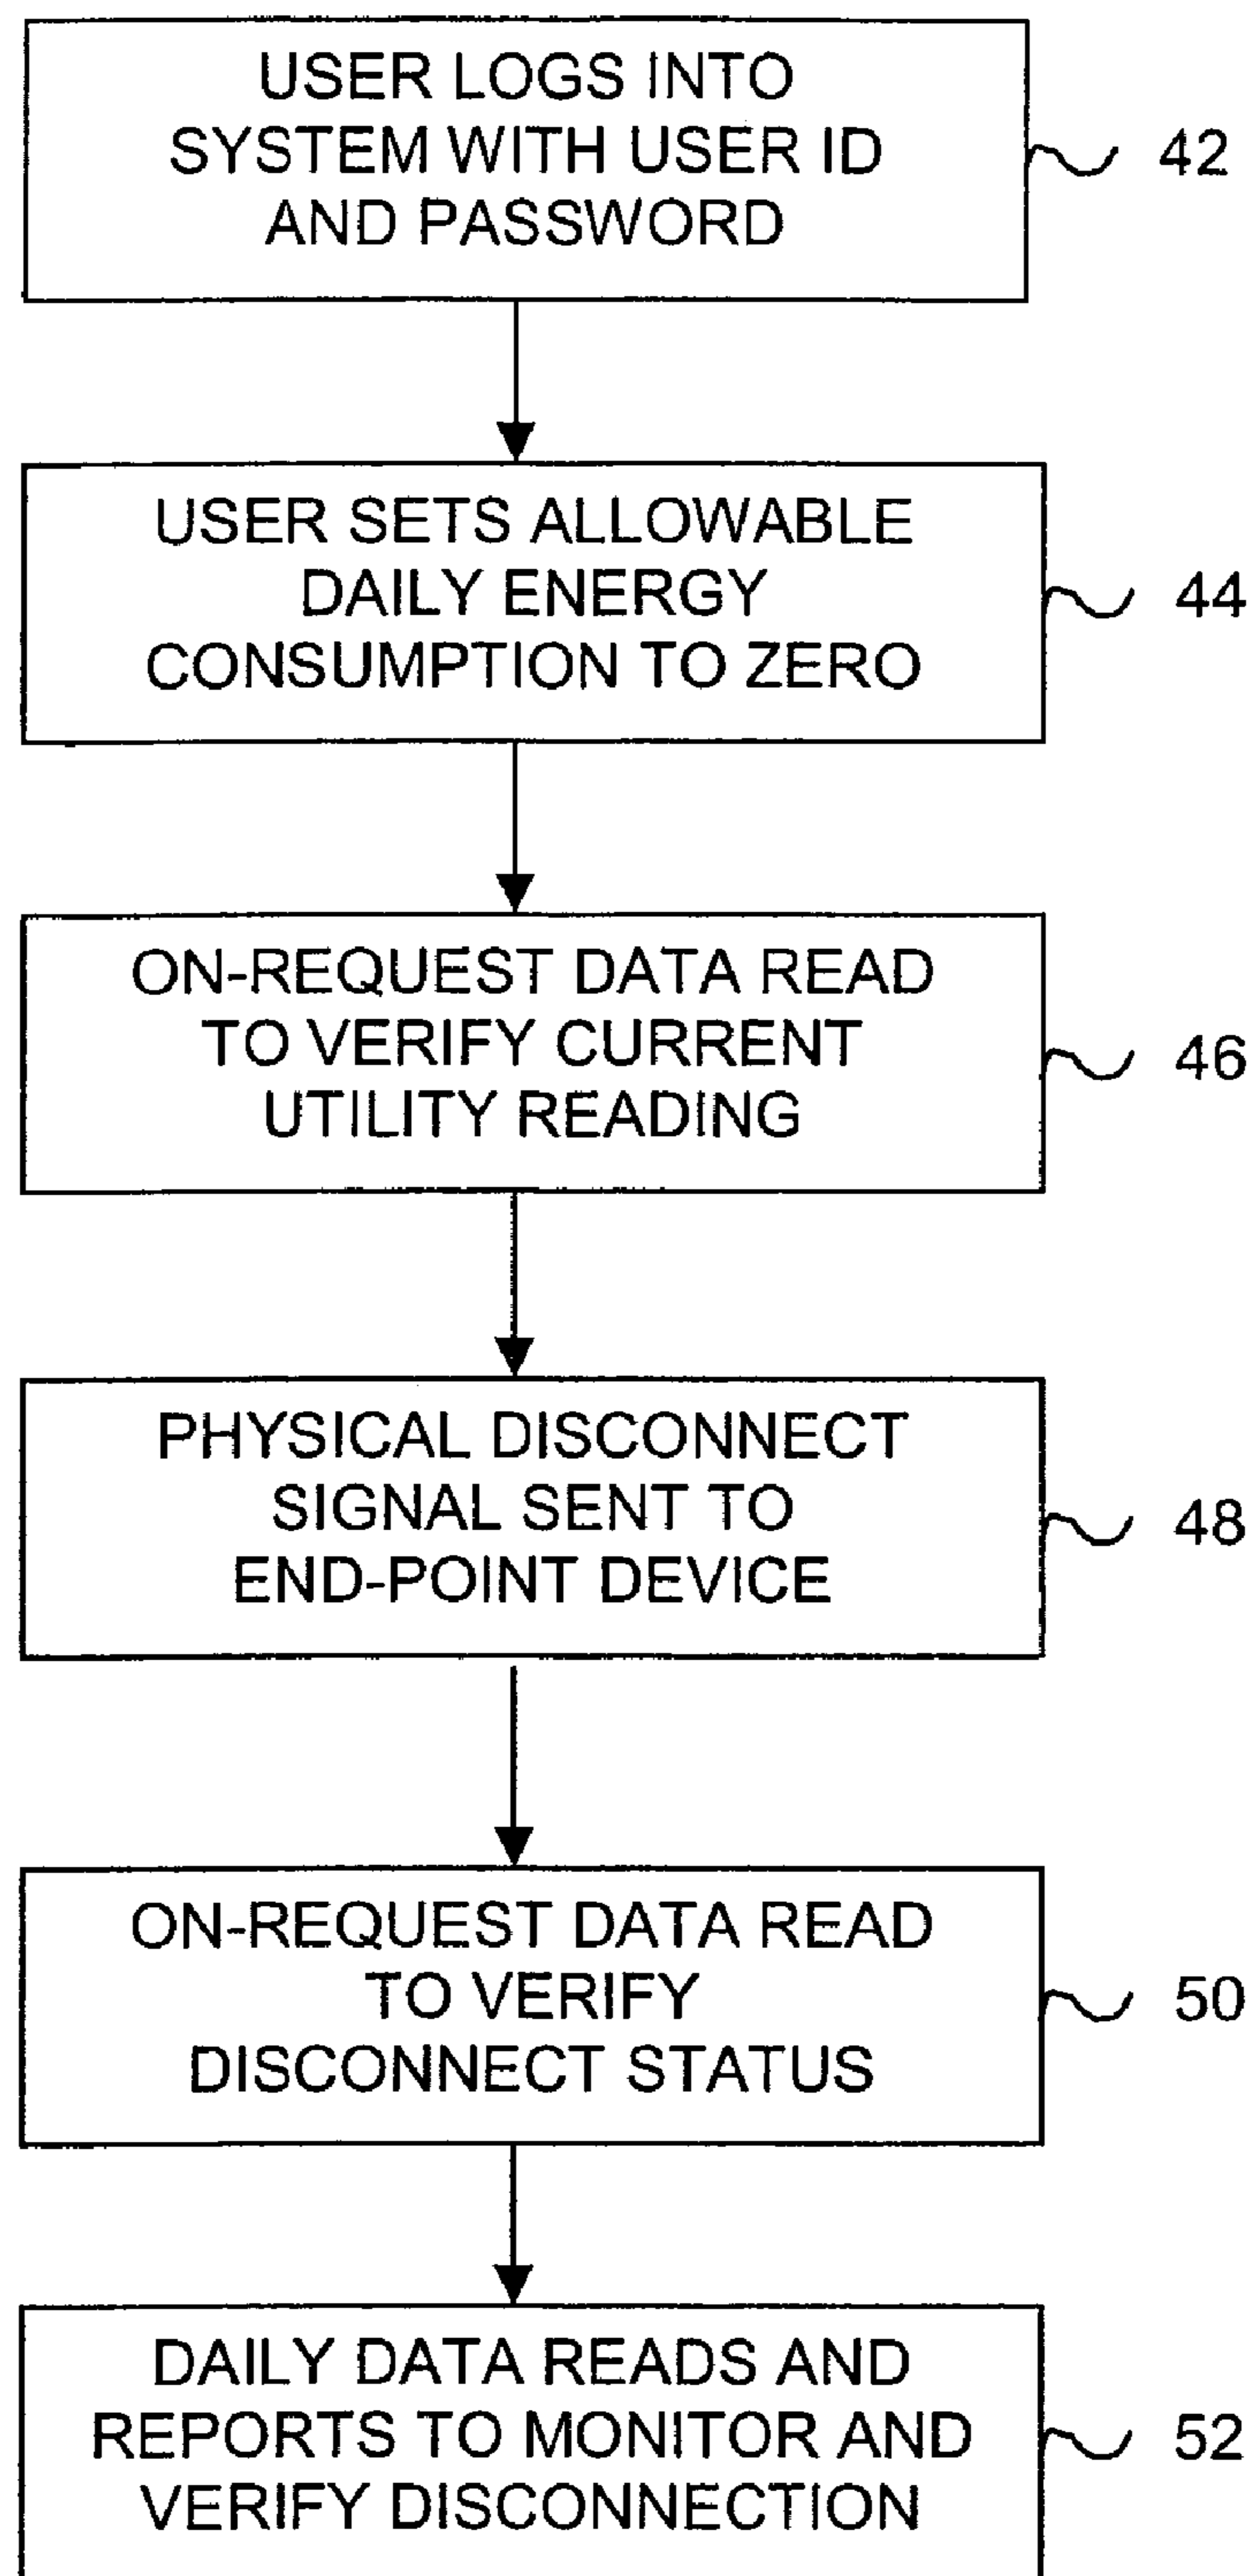 USER LOGS INTO
SYSTEM WITH USER ID
AND PASSWORD
42
USER SETS ALLOWABLE
DAILY ENERGY
CONSUMPTION TO ZERO
44
ON-REQUEST DATA READ
TO VERIFY CURRENT
UTILITY READING
46
PHYSICAL DISCONNECT
SIGNAL SENT TO
END-POINT DEVICE
48
ON-REQUEST DATA READ
TO VERIFY
DISCONNECT STATUS
50
DAILY DATA READS AND
REPORTS TO MONITOR AND
VERIFY DISCONNECTION
52